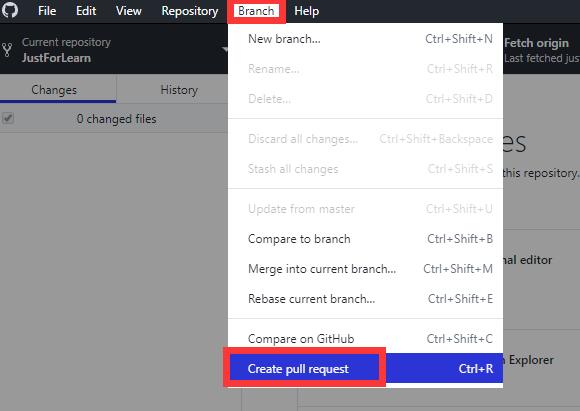 File Edit View Repository Branch Help
Current repository
JustForLearn
Fetch origin
Last fetched jus
Changes History
0 changed files
New branch... Ctrl+Shift+N
Rename... Ctrl+Shift+R
Delete... Ctrl+Shift+D
Discard all changes... Ctrl+Shift+Backspace
Stash all changes Ctrl+Shift+S
Update from master Ctrl+Shift+U
Compare to branch Ctrl+Shift+B
Merge into current branch... Ctrl+Shift+M
Rebase current branch... Ctrl+Shift+E
Compare on GitHub Ctrl+Shift+C
Create pull request Ctrl+R
es
this repository.
nal editor
Explorer